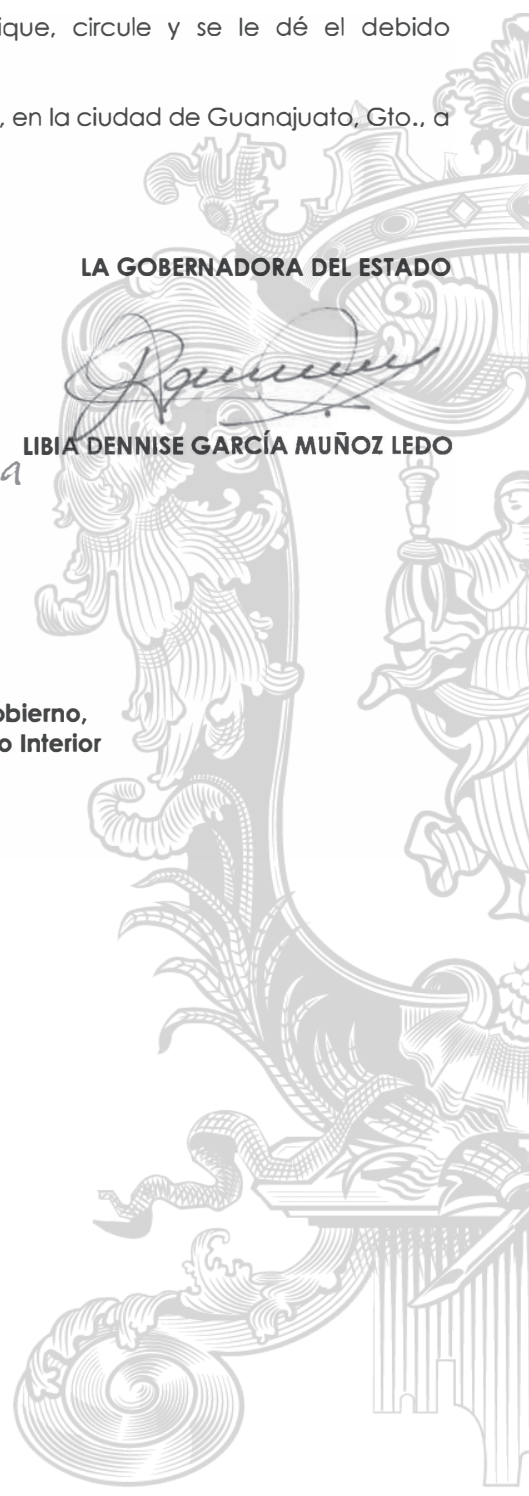 ique, circule y se le dé el debido
, en la ciudad de Guanajuato, Gto., a
LA GOBERNADORA DEL ESTADO
LIBIA DENNISE GARCÍA MUÑOZ LEDO
a
obierno,
o Interior